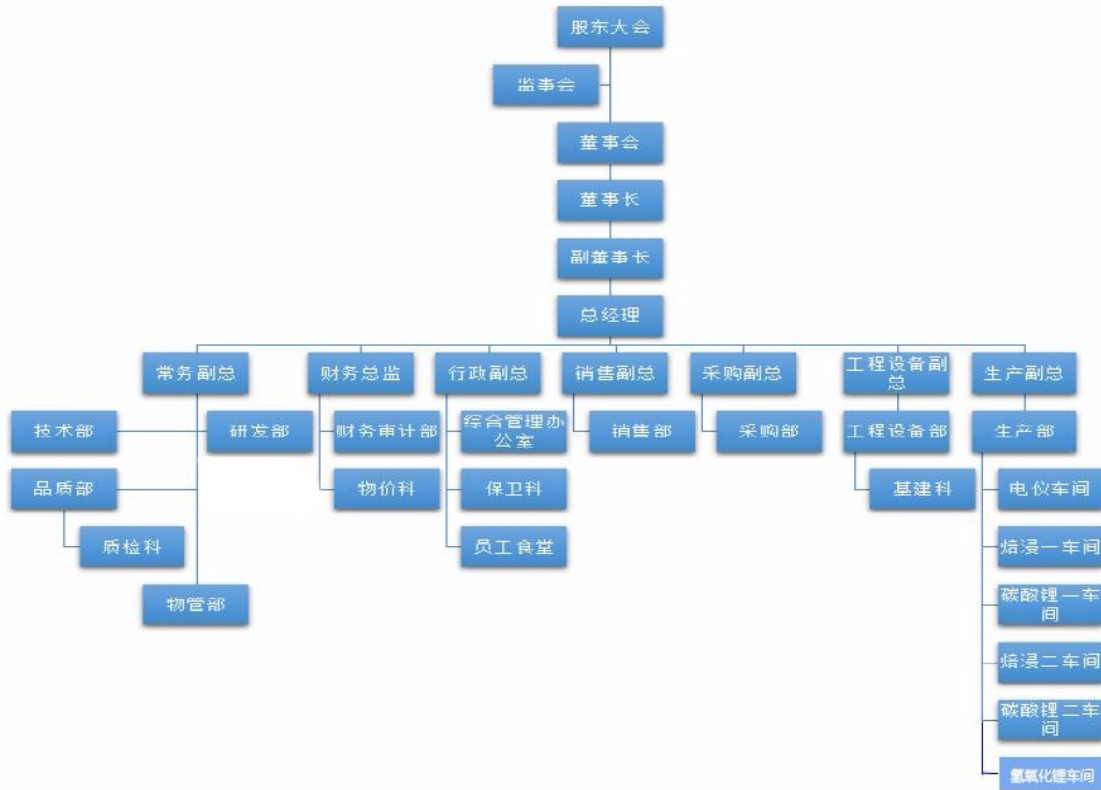 股东大会
监事会
董事会
董事长
副董事长
总经理
常务副总
财务总监
行政副总
销售副总
采购副总
工程设备副
总
生产副总
技术部
研发部
财务审计部
综合管理办
公室
销售部
采购部
工程设备部
生产部
品质部
物价科
保卫科
基建科
电仪车间
质检科
员工食堂
焙浸一车间
物管部
碳酸锂一车
间
焙浸二车间
碳酸锂二车
间
氢氧化锂车间